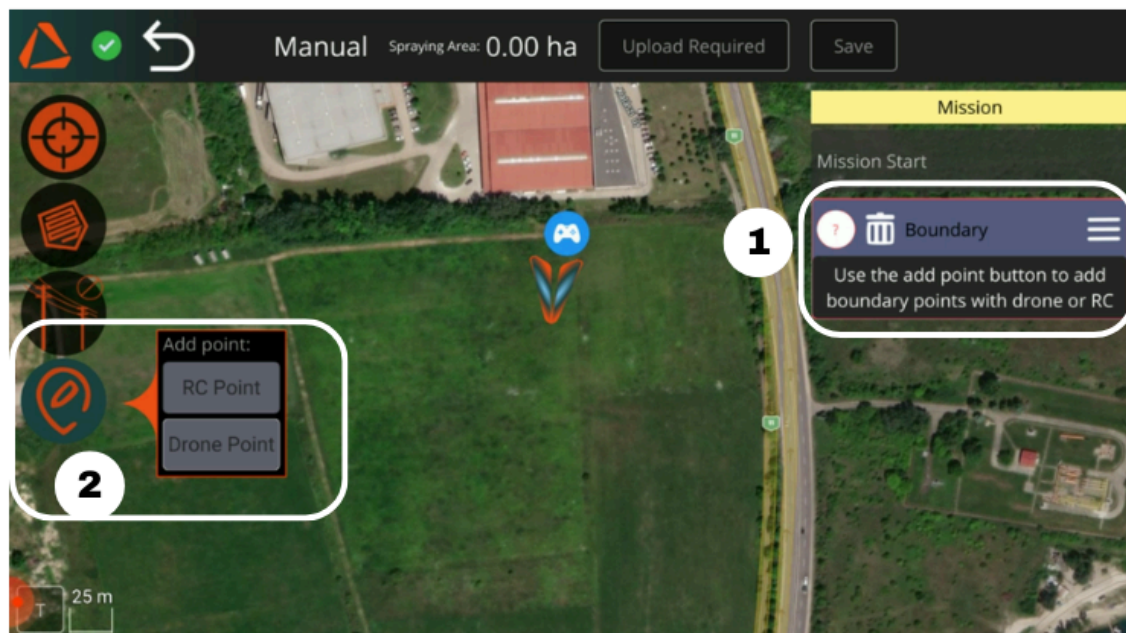 Manual Spraying Area: 0.00 ha Upload Required Save
Mission
Mission Start
1
? Boundary
Use the add point button to add
boundary points with drone or RC
Add point:
RC Point
Drone Point
2
T 25 m